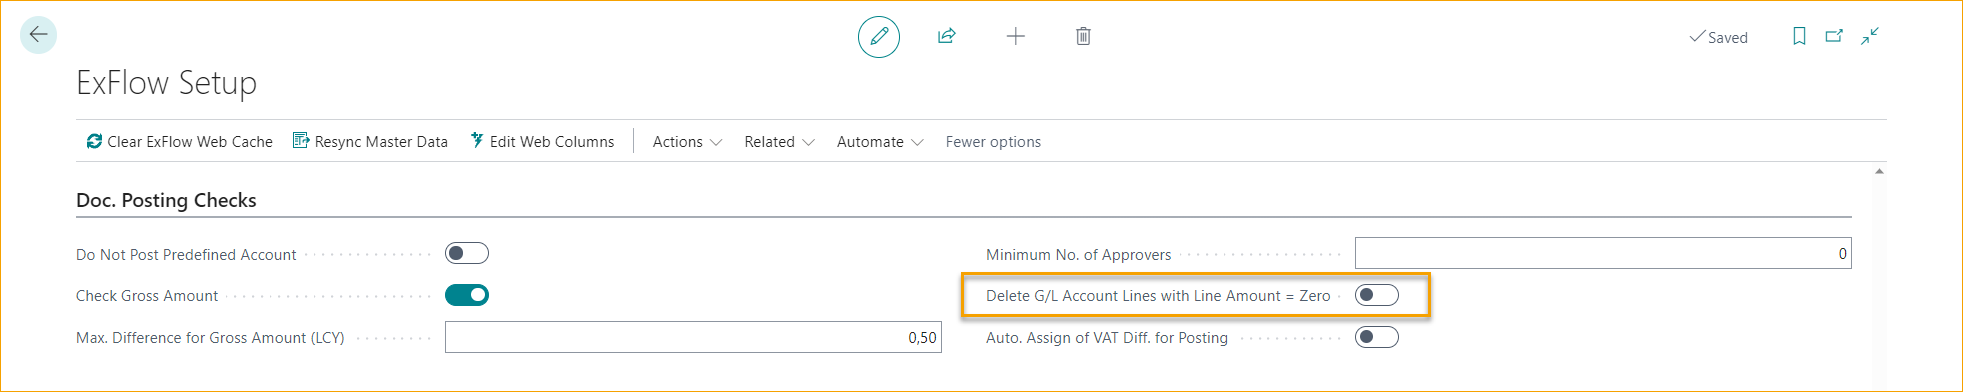 Saved
ExFlow Setup
Clear ExFlow Web Cache Resync Master Data Edit Web Columns Actions Related Automate Fewer options
Doc. Posting Checks
Do Not Post Predefined Account
Minimum No. of Approvers 0
Check Gross Amount
Delete G/L Account Lines with Line Amount = Zero
Max. Difference for Gross Amount (LCY) 0,50
Auto. Assign of VAT Diff. for Posting